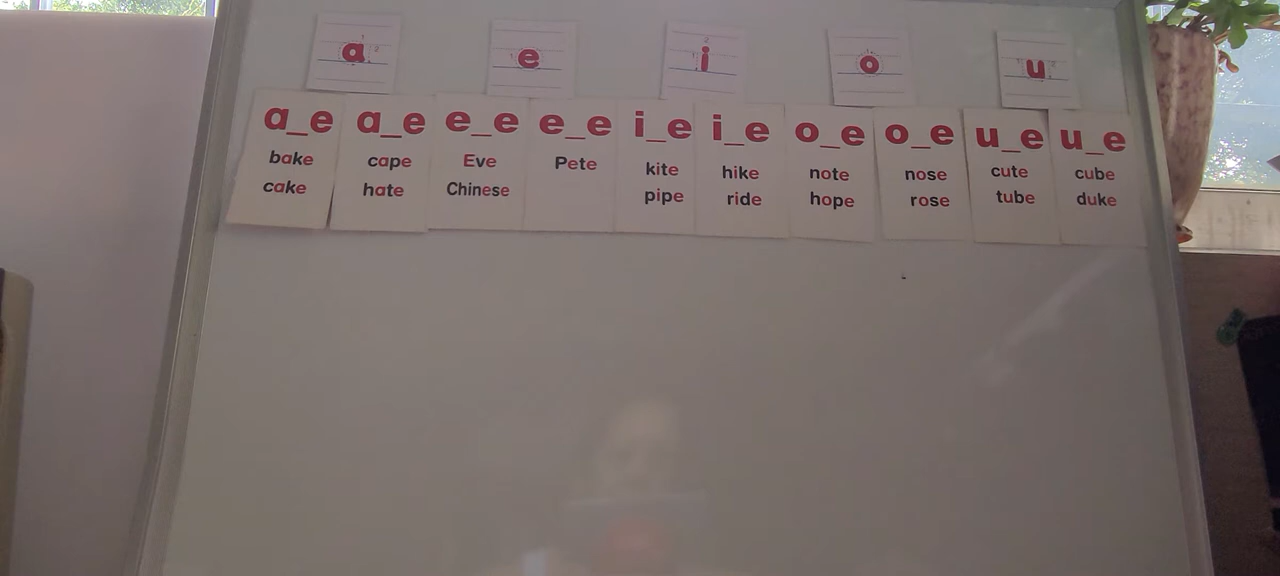 a e i o u
a_e a_e e_e e_e i_e i_e o_e o_e u_e u_e
bake cape Eve Pete kite hike note nose cute cube
cake hate Chinese pipe ride hope rose tube duke